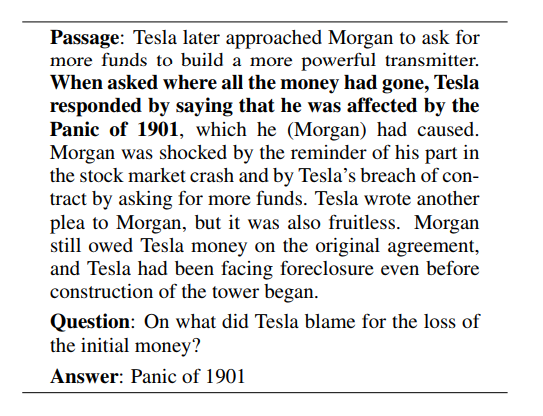 Passage: Tesla later approached Morgan to ask for
more funds to build a more powerful transmitter.
When asked where all the money had gone, Tesla
responded by saying that he was affected by the
Panic of 1901, which he (Morgan) had caused.
Morgan was shocked by the reminder of his part in
the stock market crash and by Tesla's breach of con-
tract by asking for more funds. Tesla wrote another
plea to Morgan, but it was also fruitless. Morgan
still owed Tesla money on the original agreement,
and Tesla had been facing foreclosure even before
construction of the tower began.
Question: On what did Tesla blame for the loss of
the initial money?
Answer: Panic of 1901